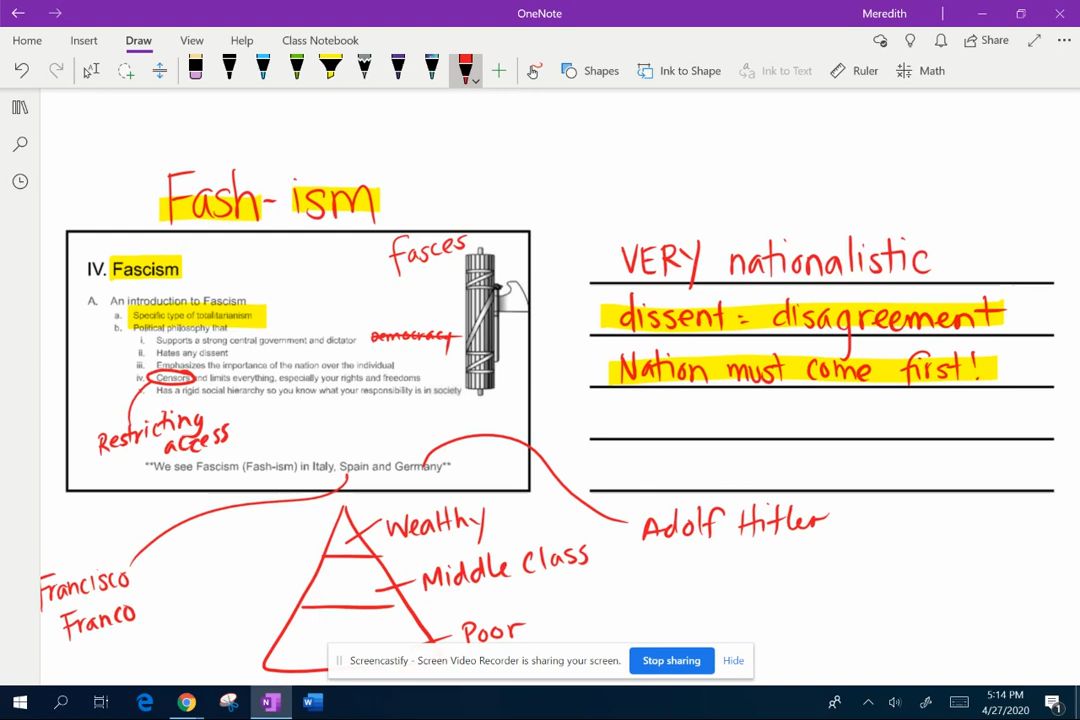 OneNote
Meredith
Home Insert Draw View Help Class Notebook
Share
Shapes Ink to Shape Ink to Text Ruler Math
Fash-ism
fasces
IV. Fascism
A. An introduction to Fascism
a. Specific type of totalitarianism
b. Political philosophy that
i. Supports a strong central government and dictator
democracy
ii. Hates any dissent
iii. Emphasizes the importance of the nation over the individual
iv. Censors and limits everything, especially your rights and freedoms
Has a rigid social hierarchy so you know what your responsibility is in society
Restricting
access
**We see Fascism (Fash-ism) in Italy, Spain and Germany**
VERY nationalistic
dissent = disagreement
Nation must come first!
Adolf Hitler
Wealthy
Middle Class
Poor
Francisco
Franco
Screencastify - Screen Video Recorder is sharing your screen. Stop sharing Hide
5:14 PM
4/27/2020
1